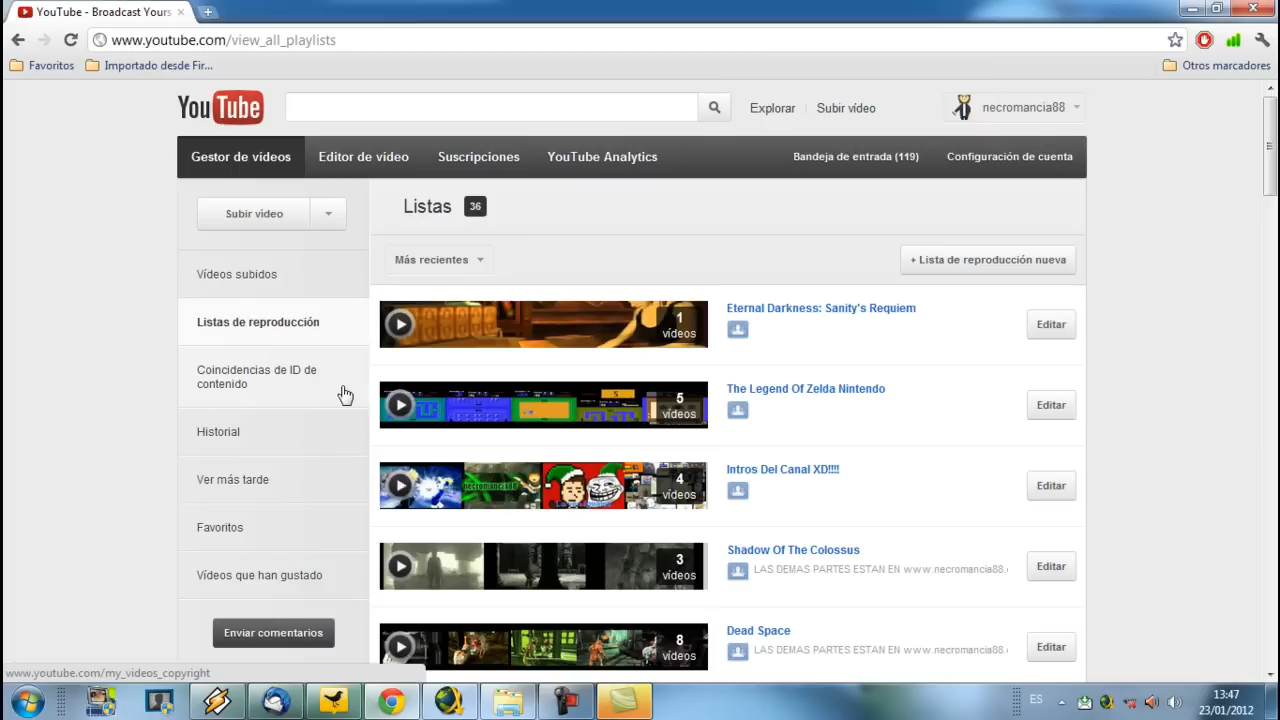 YouTube - Broadcast Yours
www.youtube.com/view_all_playlists
Favoritos
Importado desde Fir...
Otros marcadores
YouTube
Explorar
Subir vídeo
necromancia88
Gestor de vídeos
Editor de vídeo
Suscripciones
YouTube Analytics
Bandeja de entrada (119)
Configuración de cuenta
Subir vídeo
Listas 36
Más recientes
+ Lista de reproducción nueva
Vídeos subidos
Listas de reproducción
Coincidencias de ID de
contenido
Historial
Ver más tarde
Favoritos
Vídeos que han gustado
Enviar comentarios
1
vídeos
Eternal Darkness: Sanity's Requiem
Editar
5
vídeos
The Legend Of Zelda Nintendo
Editar
necromancia88
4
vídeos
Intros Del Canal XD!!!!
Editar
3
vídeos
Shadow Of The Colossus
LAS DEMAS PARTES ESTAN EN www.necromancia88.
Editar
8
vídeos
Dead Space
LAS DEMAS PARTES ESTAN EN www.necromancia88.
Editar
www.youtube.com/my_videos_copyright
ES
13:47
23/01/2012